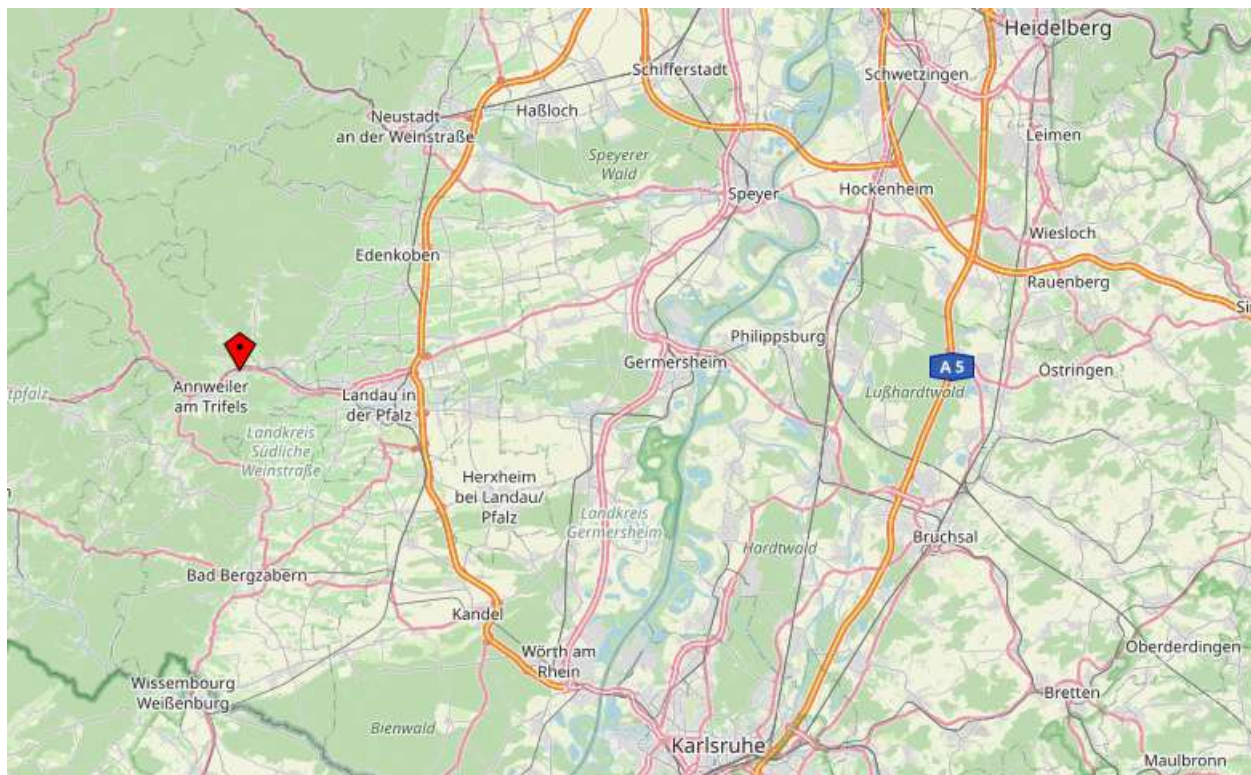 Heidelberg
Schifferstadt
Schwetzingen
Haßloch
Neustadt
an der Weinstraße
Leimen
Speyerer
Wald
Speyer
Hockenheim
Wiesloch
Edenkoben
Rauenberg
Philippsburg
Germersheim
A 5
Östringen
Annweiler
am Trifels
Landau in
der Pfalz
Lußhardtwald
tpfalz
Landkreis
Südliche
Weinstraße
Herxheim
bei Landau/
Pfalz
Landkreis
Germersheim
Bruchsal
Hardtwald
Bad Bergzabern
Kandel
Wörth am
Rhein
Oberderdingen
Wissembourg
Weißenburg
Bretten
Bienwald
Karlsruhe
Maulbronn